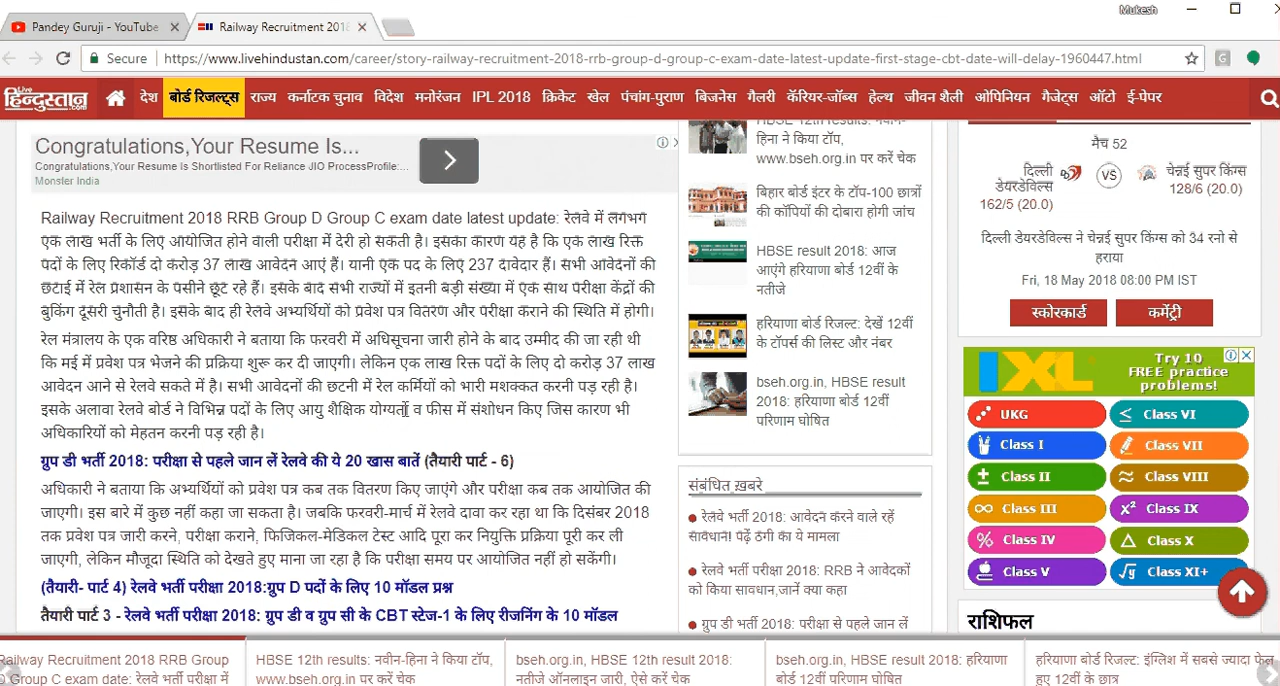 Mukesh
Pandey Guruji - YouTube
Railway Recruitment 2018
Secure
https://www.livehindustan.com/career/story-railway-recruitment-2018-rrb-group-d-group-c-exam-date-latest-update-first-stage-cbt-date-will-delay-1960447.html
Live
हिन्दुस्तान
.com
देश बोर्ड रिजल्ट्स राज्य कर्नाटक चुनाव विदेश मनोरंजन IPL 2018 क्रिकेट खेल पंचांग-पुराण बिजनेस गैलरी कॅरियर-जॉब्स हेल्थ जीवन शैली ओपिनियन गैजेट्स ऑटो ई-पेपर
Congratulations,Your Resume Is...
Congratulations,Your Resume Is Shortlisted For Reliance JIO ProcessProfile:...
Monster India
Railway Recruitment 2018 RRB Group D Group C exam date latest update: रेलवे में लगभग
एक लाख भर्ती के लिए आयोजित होने वाली परीक्षा में देरी हो सकती है। इसका कारण यह है कि एक लाख रिक्त
पदों के लिए रिकॉर्ड दो करोड़ 37 लाख आवेदन आएं हैं। यानी एक पद के लिए 237 दावेदार हैं। सभी आवेदनों की
छंटाई में रेल प्रशासन के पसीने छूट रहे हैं। इसके बाद सभी राज्यों में इतनी बड़ी संख्या में एक साथ परीक्षा केंद्रों की
बुकिंग दूसरी चुनौती है। इसके बाद ही रेलवे अभ्यर्थियों को प्रवेश पत्र वितरण और परीक्षा कराने की स्थिति में होगी।
रेल मंत्रालय के एक वरिष्ठ अधिकारी ने बताया कि फरवरी में अधिसूचना जारी होने के बाद उम्मीद की जा रही थी
कि मई में प्रवेश पत्र भेजने की प्रक्रिया शुरू कर दी जाएगी। लेकिन एक लाख रिक्त पदों के लिए दो करोड़ 37 लाख
आवेदन आने से रेलवे सकते में है। सभी आवेदनों की छटनी में रेल कर्मियों को भारी मशक्कत करनी पड़ रही है।
इसके अलावा रेलवे बोर्ड ने विभिन्न पदों के लिए आयु शैक्षिक योग्यताों व फीस में संशोधन किए जिस कारण भी
अधिकारियों को मेहतन करनी पड़ रही है।
ग्रुप डी भर्ती 2018: परीक्षा से पहले जान लें रेलवे की ये 20 खास बातें (तैयारी पार्ट - 6)
अधिकारी ने बताया कि अभ्यर्थियों को प्रवेश पत्र कब तक वितरण किए जाएंगे और परीक्षा कब तक आयोजित की
जाएगी। इस बारे में कुछ नहीं कहा जा सकता है। जबकि फरवरी-मार्च में रेलवे दावा कर रहा था कि दिसंबर 2018
तक प्रवेश पत्र जारी करने, परीक्षा कराने, फिजिकल-मेडिकल टेस्ट आदि पूरा कर नियुक्ति प्रक्रिया पूरी कर ली
जाएगी, लेकिन मौजूदा स्थिति को देखते हुए माना जा रहा है कि परीक्षा समय पर आयोजित नहीं हो सकेंगी।
(तैयारी- पार्ट 4) रेलवे भर्ती परीक्षा 2018:ग्रुप D पदों के लिए 10 मॉडल प्रश्न
तैयारी पार्ट 3 - रेलवे भर्ती परीक्षा 2018: ग्रुप डी व ग्रुप सी के CBT स्टेज-1 के लिए रीजनिंग के 10 मॉडल
HBSE 12th results: नवीन-
हिना ने किया टॉप,
www.bseh.org.in पर करें चेक
बिहार बोर्ड इंटर के टॉप-100 छात्रों
की कॉपियों की दोबारा होगी जांच
HBSE result 2018: आज
आएंगे हरियाणा बोर्ड 12वीं के
नतीजे
हरियाणा बोर्ड रिजल्ट: देखें 12वीं
के टॉपर्स की लिस्ट और नंबर
bseh.org.in, HBSE result
2018: हरियाणा बोर्ड 12वीं
परिणाम घोषित
संबंधित ख़बरे
रेलवे भर्ती 2018: आवेदन करने वाले रहें
सावधान! पढ़ें ठगी का ये मामला
रेलवे भर्ती परीक्षा 2018: RRB ने आवेदकों
को किया सावधान,जानें क्या कहा
ग्रुप डी भर्ती 2018: परीक्षा से पहले जान लें
मैच 52
दिल्ली
डेयरडेविल्स
162/5 (20.0)
VS
चेन्नई सुपर किंग्स
128/6 (20.0)
दिल्ली डेयरडेविल्स ने चेन्नई सुपर किंग्स को 34 रनो से
हराया
Fri, 18 May 2018 08:00 PM IST
स्कोरकार्ड कमेंट्री
IXL
Try 10
FREE practice
problems!
UKG Class VI
Class I Class VII
Class II Class VIII
Class III Class IX
Class IV Class X
Class V Class XI+
राशिफल
Railway Recruitment 2018 RRB Group
D Group C exam date: रेलवे भर्ती परीक्षा में
HBSE 12th results: नवीन-हिना ने किया टॉप,
www.bseh.org.in पर करें चेक
bseh.org.in, HBSE 12th result 2018:
नतीजे ऑनलाइन जारी, ऐसे करें चेक
bseh.org.in, HBSE result 2018: हरियाणा
बोर्ड 12वीं परिणाम घोषित
हरियाणा बोर्ड रिजल्ट: इंग्लिश में सबसे ज्यादा फेल
हुए 12वीं के छात्र